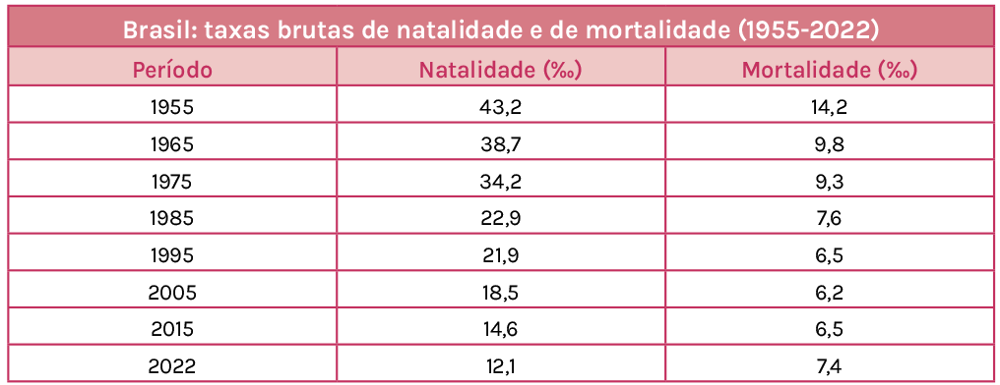 Brasil: taxas brutas de natalidade e de mortalidade (1955-2022)
Período Natalidade (‰) Mortalidade (‰)
1955 43,2 14,2
1965 38,7 9,8
1975 34,2 9,3
1985 22,9 7,6
1995 21,9 6,5
2005 18,5 6,2
2015 14,6 6,5
2022 12,1 7,4